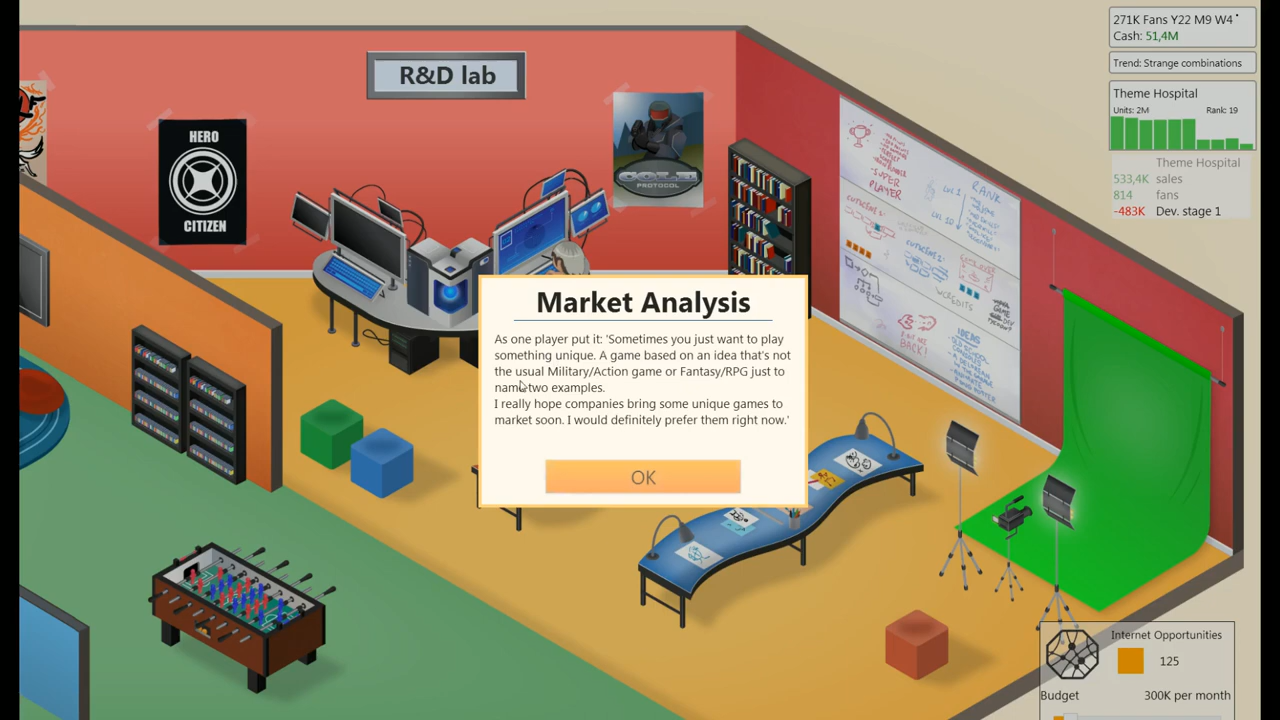 271K Fans Y22 M9 W4
Cash: 51,4M
Trend: Strange combinations
Theme Hospital
Units: 2M Rank: 19
Theme Hospital
533,4K sales
814 fans
-483K Dev. stage 1
R&D lab
HERO
CITIZEN
COLD
PROTOCOL
SUPER
PLAYER
RANK
IDEAS
Market Analysis
As one player put it: 'Sometimes you just want to play
something unique. A game based on an idea that's not
the usual Military/Action game or Fantasy/RPG just to
name two examples.
I really hope companies bring some unique games to
market soon. I would definitely prefer them right now.'
OK
Internet Opportunities
125
Budget 300K per month